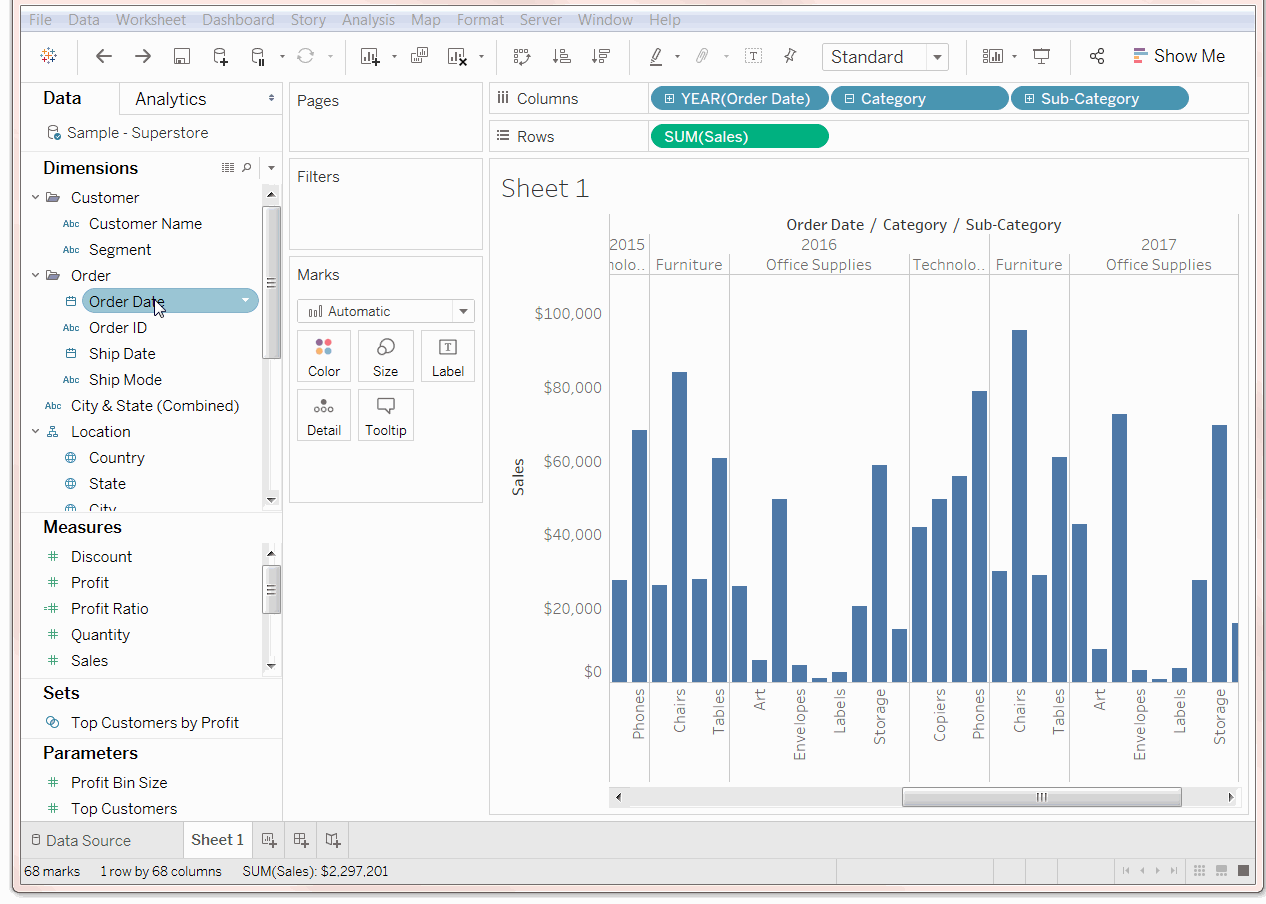 File Data Worksheet Dashboard Story Analysis Map Format Server Window Help
Standard
Show Me
Data
Analytics
Sample - Superstore
Dimensions
Customer
Abc Customer Name
Abc Segment
Order
Order Date
Abc Order ID
Ship Date
Abc Ship Mode
Abc City & State (Combined)
Location
Country
State
City
Measures
# Discount
# Profit
=# Profit Ratio
# Quantity
# Sales
Sets
Top Customers by Profit
Parameters
# Profit Bin Size
# Top Customers
Pages
Filters
Marks
Automatic
Color
Size
T
Label
Detail
Tooltip
Columns
YEAR(Order Date)
Category
Sub-Category
Rows
SUM(Sales)
Sheet 1
Order Date / Category / Sub-Category
2015 2016 2017
nolo.. Furniture Office Supplies Technolo.. Furniture Office Supplies
Sales
$100,000
$80,000
$60,000
$40,000
$20,000
$0
Phones
Chairs
Tables
Art
Envelopes
Labels
Storage
Copiers
Phones
Chairs
Tables
Art
Envelopes
Labels
Storage
Data Source
Sheet 1
68 marks 1 row by 68 columns SUM(Sales): $2,297,201